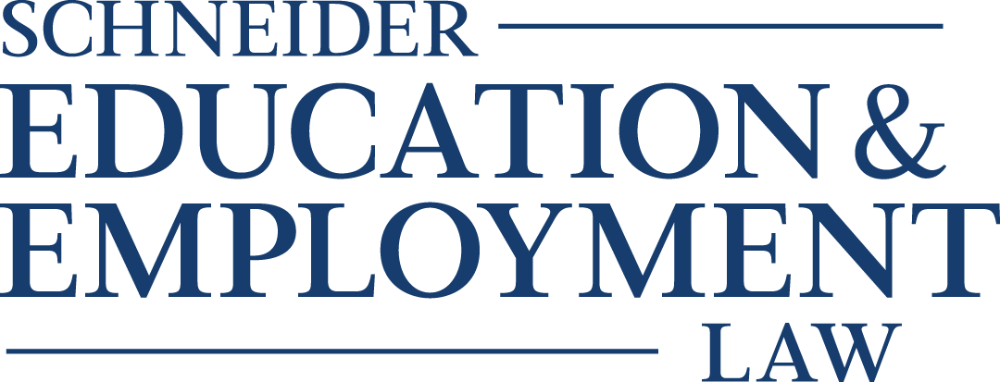 SCHNEIDER
EDUCATION &
EMPLOYMENT
LAW